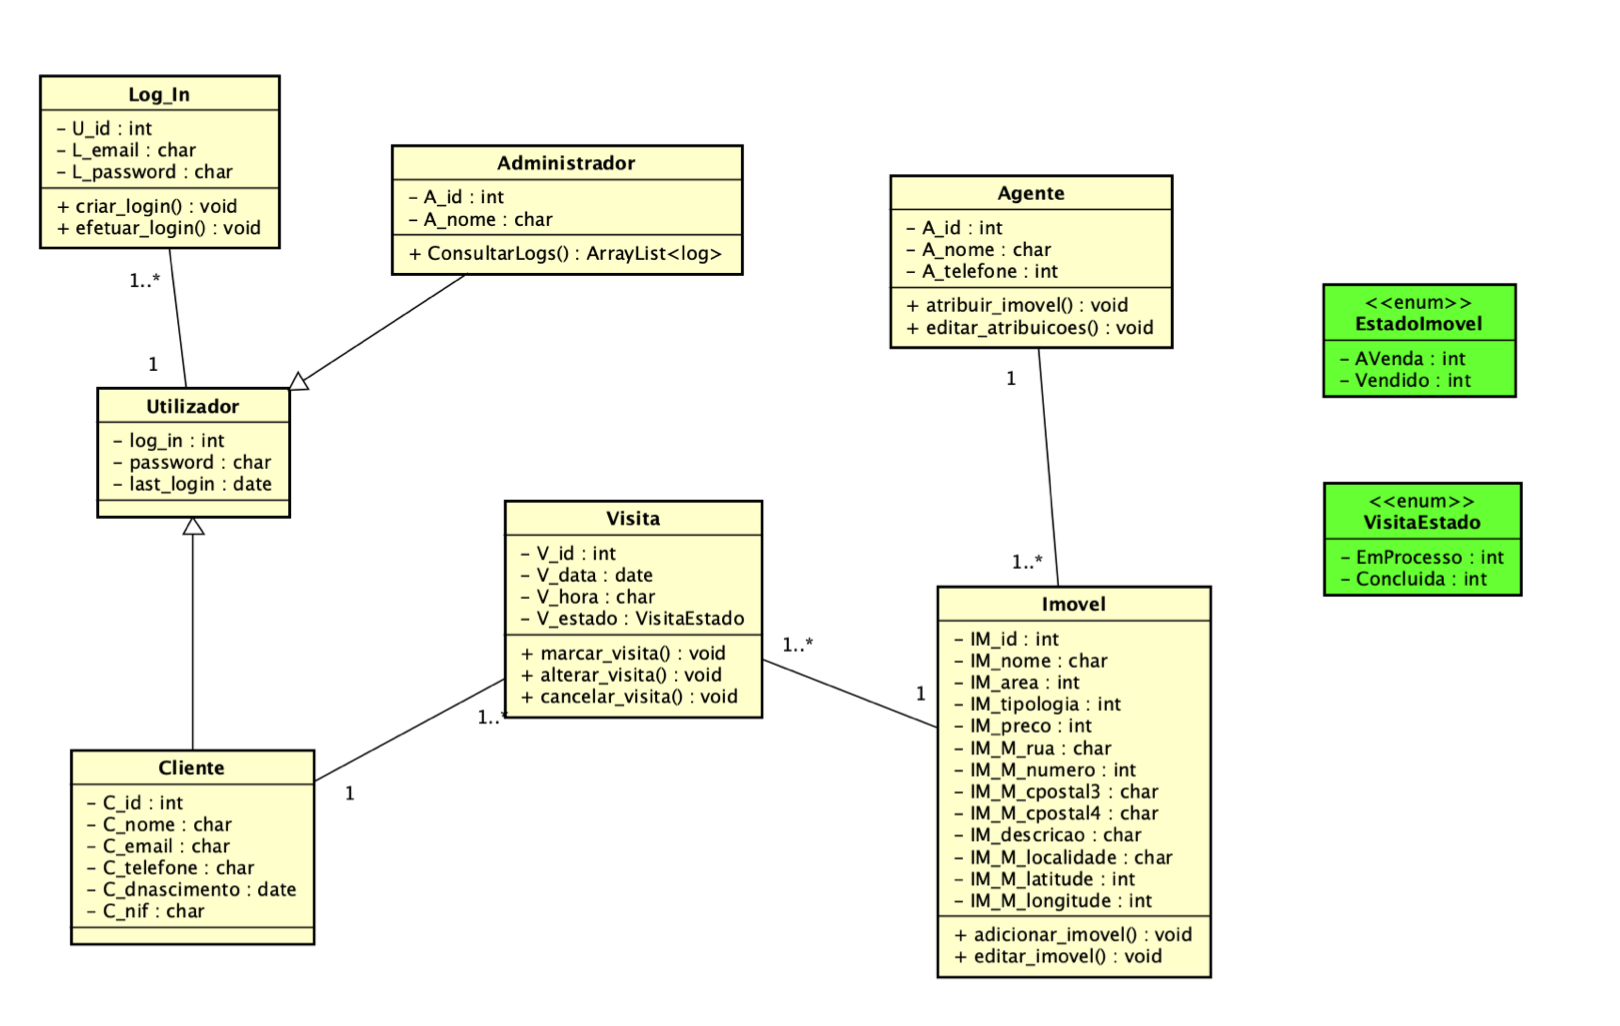 Log_In
– U_id : int
– L_email : char
– L_password : char
+ criar_login() : void
+ efetuar_login() : void
1..*
1
Administrador
– A_id : int
– A_nome : char
+ ConsultarLogs() : ArrayList<log>
Utilizador
– log_in : int
– password : char
– last_login : date
Cliente
– C_id : int
– C_nome : char
– C_email : char
– C_telefone : char
– C_dnascimento : date
– C_nif : char
1
1..*
Visita
– V_id : int
– V_data : date
– V_hora : char
– V_estado : VisitaEstado
+ marcar_visita() : void
+ alterar_visita() : void
+ cancelar_visita() : void
1..*
1
Agente
– A_id : int
– A_nome : char
– A_telefone : int
+ atribuir_imovel() : void
+ editar_atribuicoes() : void
1
1..*
Imovel
– IM_id : int
– IM_nome : char
– IM_area : int
– IM_tipologia : int
– IM_preco : int
– IM_M_rua : char
– IM_M_numero : int
– IM_M_cpostal3 : char
– IM_M_cpostal4 : char
– IM_descricao : char
– IM_M_localidade : char
– IM_M_latitude : int
– IM_M_longitude : int
+ adicionar_imovel() : void
+ editar_imovel() : void
<<enum>>
EstadoImovel
– AVenda : int
– Vendido : int
<<enum>>
VisitaEstado
– EmProcesso : int
– Concluida : int